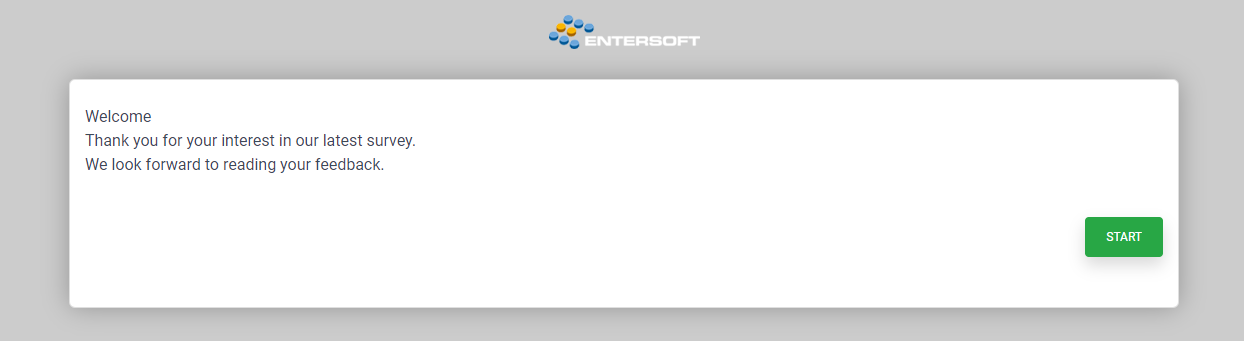 ENTERSOFT
Welcome
Thank you for your interest in our latest survey.
We look forward to reading your feedback.
START